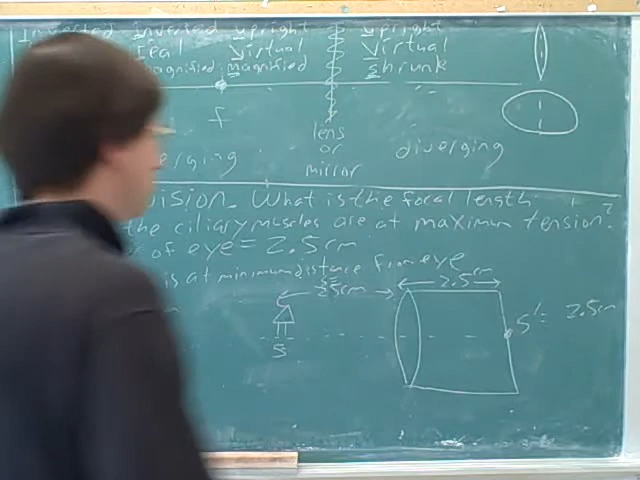 Inverted inverted upright upright
real Virtual Virtual
magnified magnified Shrunk
f
lens
or
mirror
diverging
vision. What is the focal length
the ciliary muscles are at maximum tension?
of eye = 2.5cm
is at minimum distance from eye
25cm
2.5cm
S
S' = 2.5cm